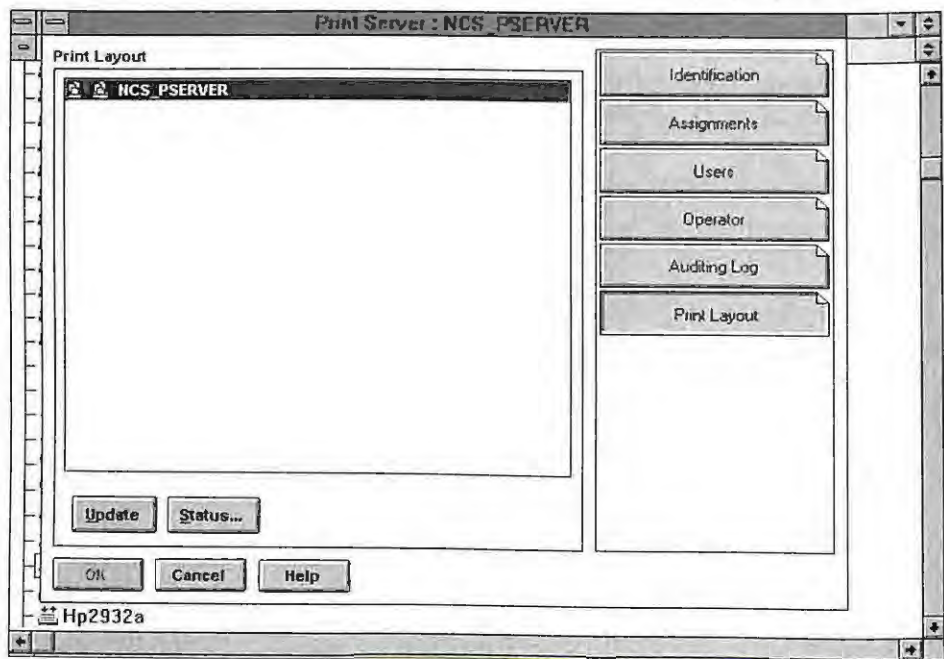 Print Server : NCS_PSERVER
Print Layout
NCS_PSERVER
Identification
Assignments
Users
Operator
Auditing Log
Print Layout
Update
Status...
OK
Cancel
Help
Hp2932a